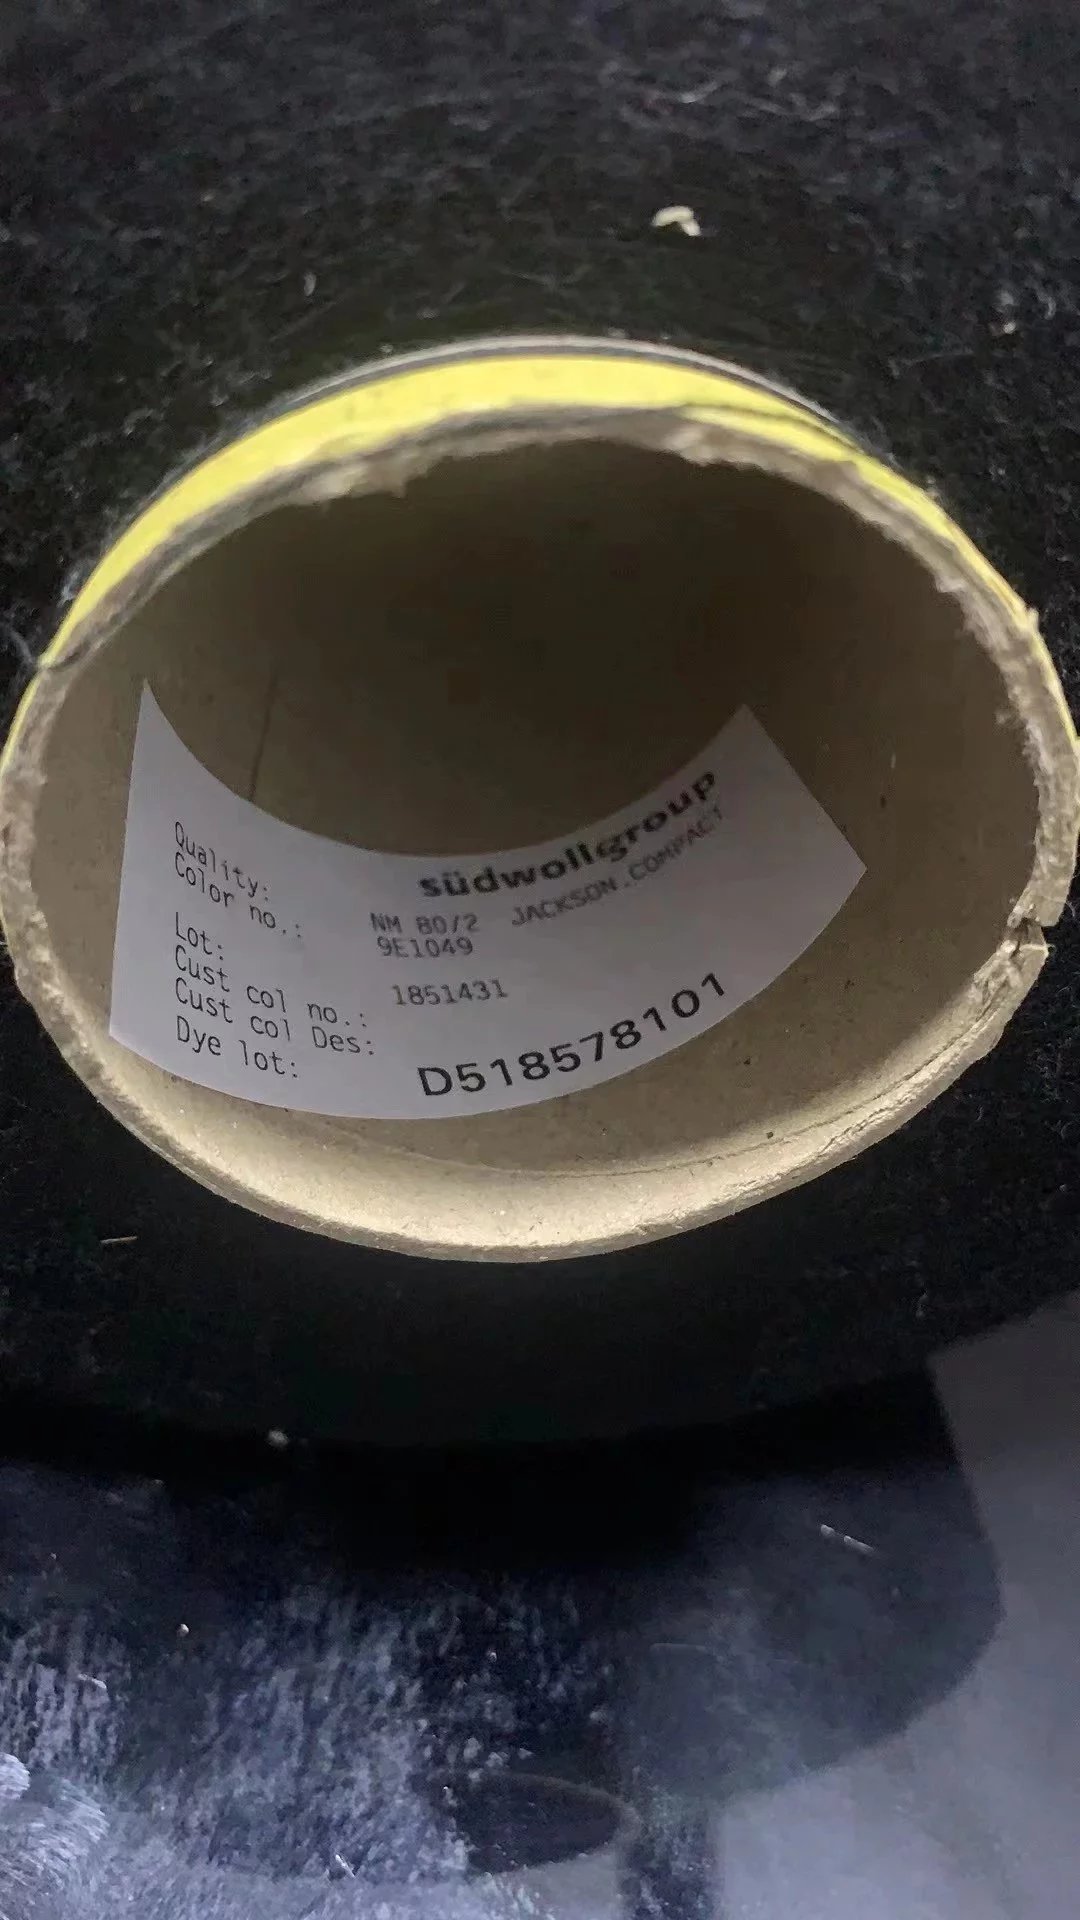 südwollgroup
Quality: NM 80/2 JACKSON.COMPACT
Color no.: 9E1049
Lot: 1851431
Cust col no.:
Cust col Des:
Dye lot: D518578101